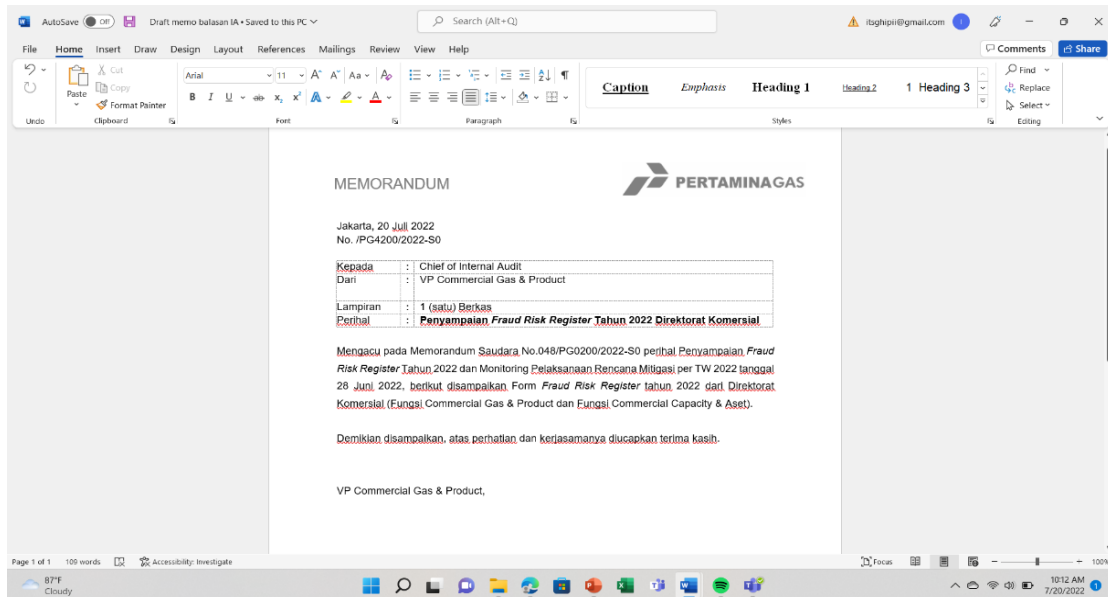 AutoSave Off Draft memo balasan IA • Saved to this PC Search (Alt+Q) itsghipii@gmail.com
File Home Insert Draw Design Layout References Mailings Review View Help Comments Share
Paste Cut Copy Format Painter
Arial 11
Caption Emphasis Heading 1 Heading 2 1 Heading 3
Find Replace Select
Undo Clipboard Font Paragraph Styles Editing
MEMORANDUM PERTAMINAGAS
Jakarta, 20 Juli 2022
No. /PG4200/2022-S0
Kepada : Chief of Internal Audit
Dari : VP Commercial Gas & Product
Lampiran : 1 (satu) Berkas
Perihal : Penyampaian Fraud Risk Register Tahun 2022 Direktorat Komersial
Mengacu pada Memorandum Saudara No.048/PG0200/2022-S0 perihal Penyampaian Fraud
Risk Register Tahun 2022 dan Monitoring Pelaksanaan Rencana Mitigasi per TW 2022 tanggal
28 Juni 2022, berikut disampaikan Form Fraud Risk Register tahun 2022 dari Direktorat
Komersial (Fungsi Commercial Gas & Product dan Fungsi Commercial Capacity & Aset).
Demikian disampaikan, atas perhatian dan kerjasamanya diucapkan terima kasih.
VP Commercial Gas & Product,
Page 1 of 1 109 words Accessibility: Investigate Focus 100%
87°F
Cloudy
10:12 AM
7/20/2022